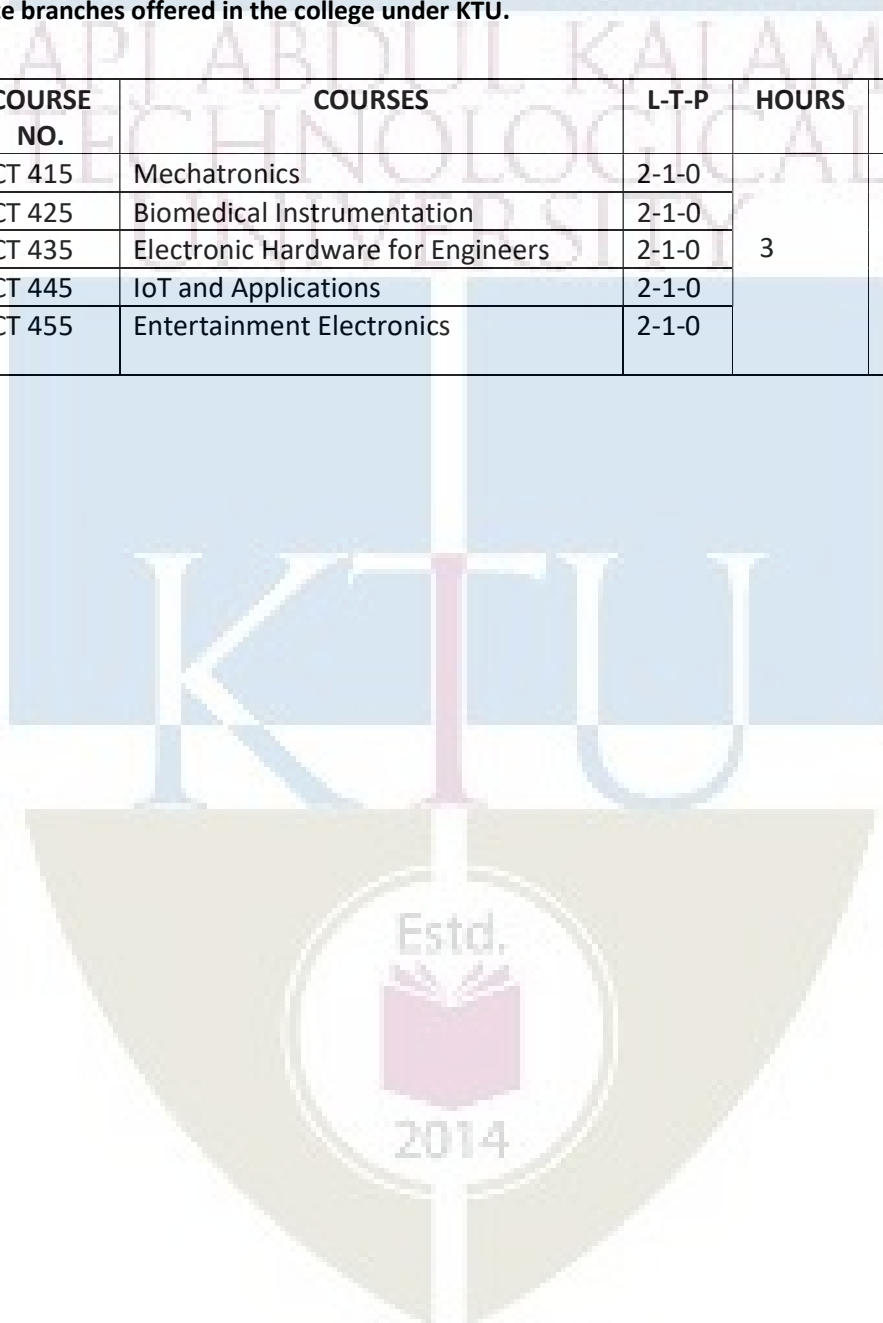 te branches offered in the college under KTU.
API ABDUL KALAM
TECHNOLOGICAL
UNIVERSITY
COURSE NO. COURSES L-T-P HOURS
CT 415 Mechatronics 2-1-0
CT 425 Biomedical Instrumentation 2-1-0
CT 435 Electronic Hardware for Engineers 2-1-0 3
CT 445 IoT and Applications 2-1-0
CT 455 Entertainment Electronics 2-1-0
KTU
Estd.
2014